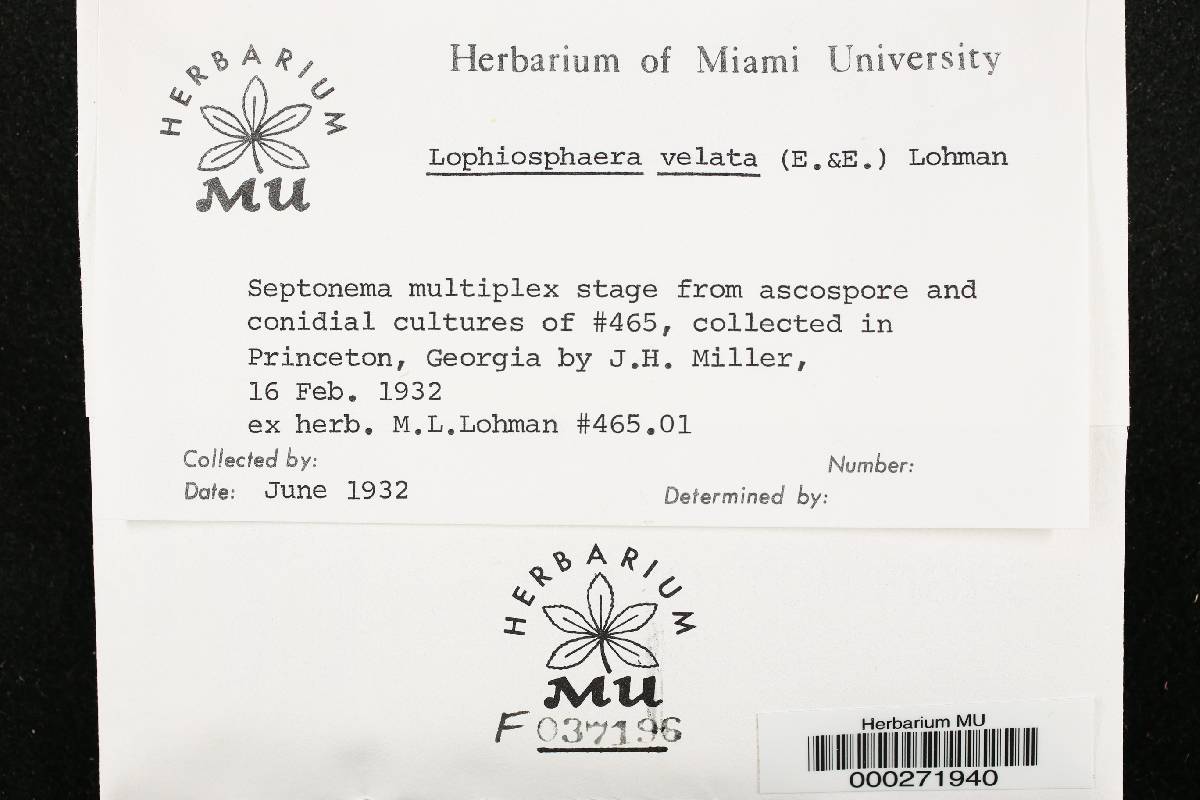 HERBARIUM
MU
Herbarium of Miami University
Lophiosphaera velata (E.&E.) Lohman
Septonema multiplex stage from ascospore and
conidial cultures of #465, collected in
Princeton, Georgia by J.H. Miller,
16 Feb. 1932
ex herb. M.L.Lohman #465.01
Collected by:
Number:
Date: June 1932
Determined by:
HERBARIUM
MU
F 037196
Herbarium MU
000271940